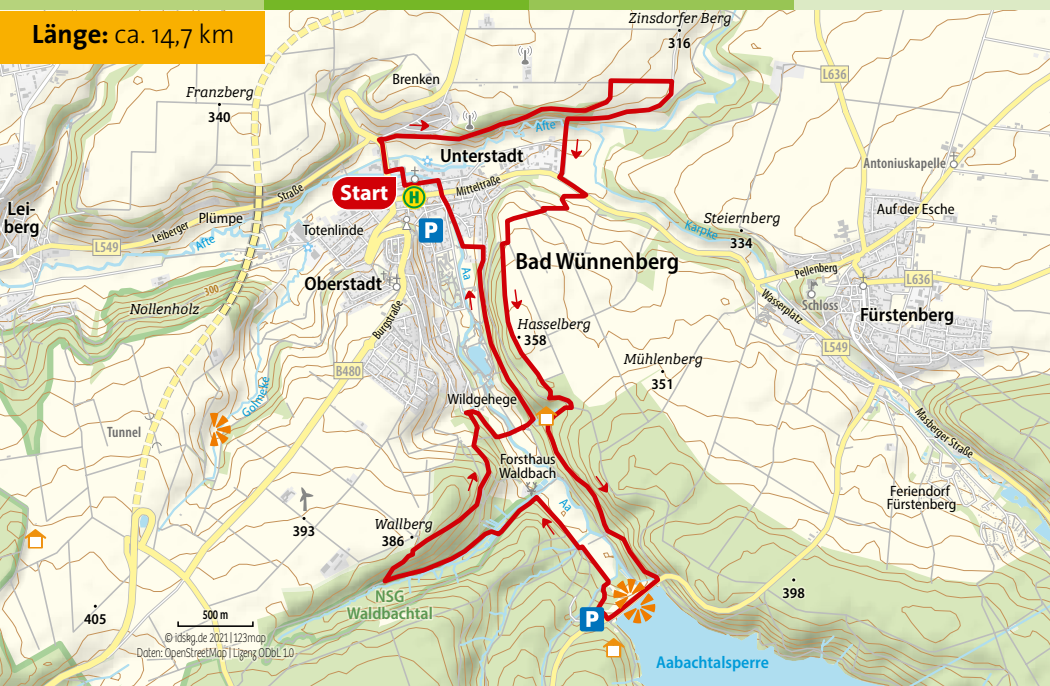 Länge: ca. 14,7 km
Zinsdorfer Berg
316
L636
Brenken
Franzberg
340
Afte
Unterstadt
Antoniuskapelle
Start
H
Mittelstraße
Straße
Leiberger
Plümpe
Lei-
berg
P
Totenlinde
Auf der Esche
Steiernberg
334
Karpke
L549
Afte
Bad Wünnenberg
Pellenberg
L636
Aa
Oberstadt
Schloss
Wasserplatz
Fürstenberg
300
Nollenholz
Burgstraße
Hasselberg
358
L549
Mühlenberg
351
B480
Golmeke
Wildgehege
Masberger Straße
Tunnel
Forsthaus
Waldbach
Feriendorf
Fürstenberg
Aa
393
Wallberg
386
NSG
Waldbachtal
398
405
500 m
P
© idskg.de 2021 | 123map
Daten: OpenStreetMap | Lizenz ODbL 1.0
Aabachtalsperre